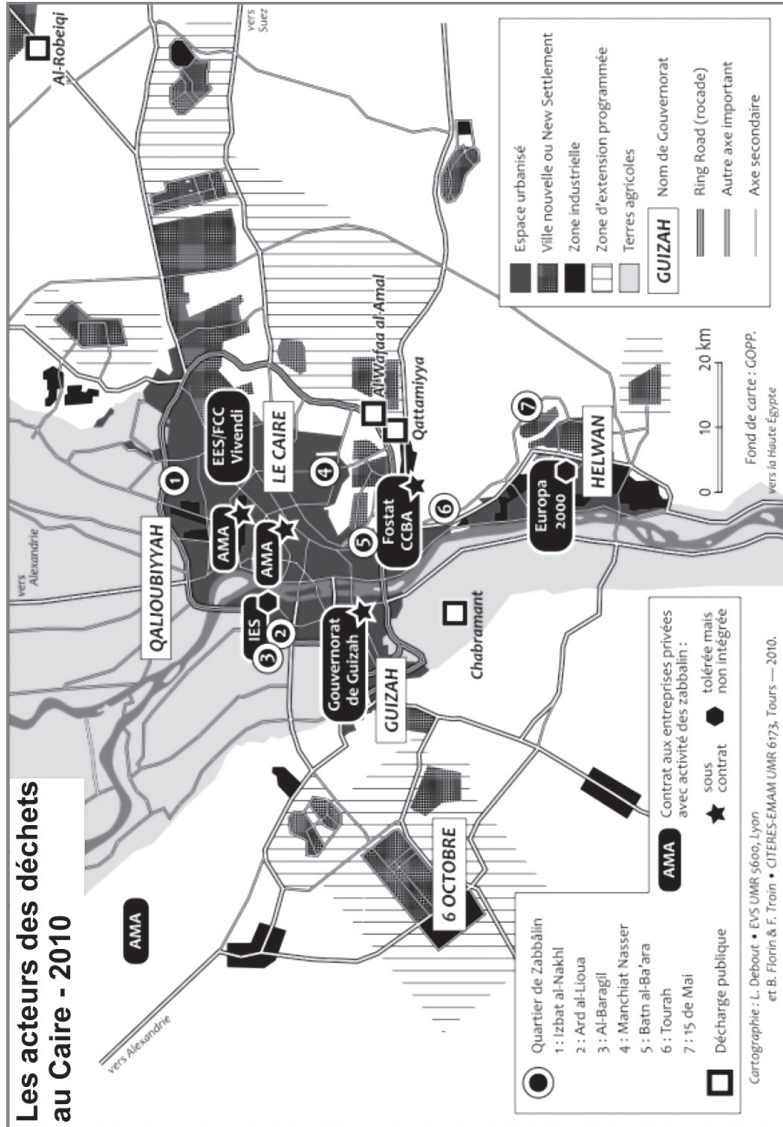 Les acteurs des déchets
au Caire - 2010
vers Alexandrie
AMA
vers
Alexandrie
QALIOUBIYYAH
1
AMA
AMA
EES/FCC
Vivendi
LE CAIRE
IES
3
2
4
5
Gouvernorat
de Guizah
GUIZAH
Fostat
CCBA
6
Al-Wafaa al-Amal
Qattamiyya
Chabramant
6 OCTOBRE
Europa
2000
7
HELWAN
vers la Haute Égypte
Al-Robeiqi
vers
Suez
0 10 20 km
Fond de carte : GOPP.
Espace urbanisé
Ville nouvelle ou New Settlement
Zone industrielle
Zone d'extension programmée
Terres agricoles
GUIZAH Nom de Gouvernorat
Ring Road (rocade)
Autre axe important
Axe secondaire
Quartier de Zabbâlin
1 : Izbat al-Nakhl
2 : Ard al-Lioua
3 : Al-Baragil
4 : Manchiat Nasser
5 : Batn al-Ba'ara
6 : Tourah
7 : 15 de Mai
Décharge publique
AMA Contrat aux entreprises privées
avec activité des zabbalin :
sous
contrat
tolérée mais
non intégrée
Cartographie : L. Debout • EVS UMR 5600, Lyon
et B. Florin & F. Troin • CITERES-EMAM UMR 6173, Tours — 2010.